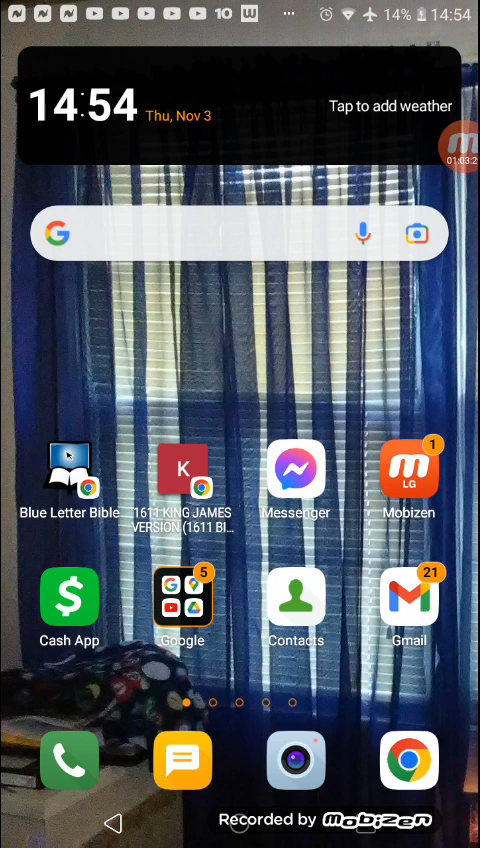 10 W ... 14% 14:54
14:54 Thu, Nov 3 Tap to add weather
01:03:2
G
1
K
LG
Blue Letter Bible 1611 KING JAMES VERSION (1611 BI... Messenger Mobizen
5 21
$
Cash App Google Contacts Gmail
Recorded by Mobizen